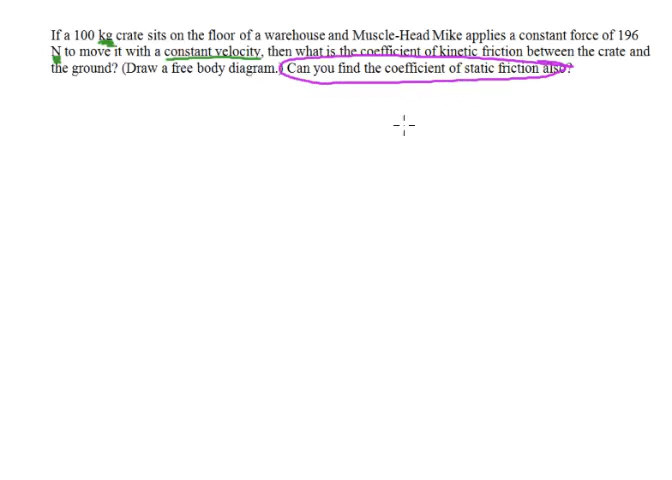 If a 100 kg crate sits on the floor of a warehouse and Muscle-Head Mike applies a constant force of 196
N to move it with a constant velocity, then what is the coefficient of kinetic friction between the crate and
the ground? (Draw a free body diagram.) Can you find the coefficient of static friction also?